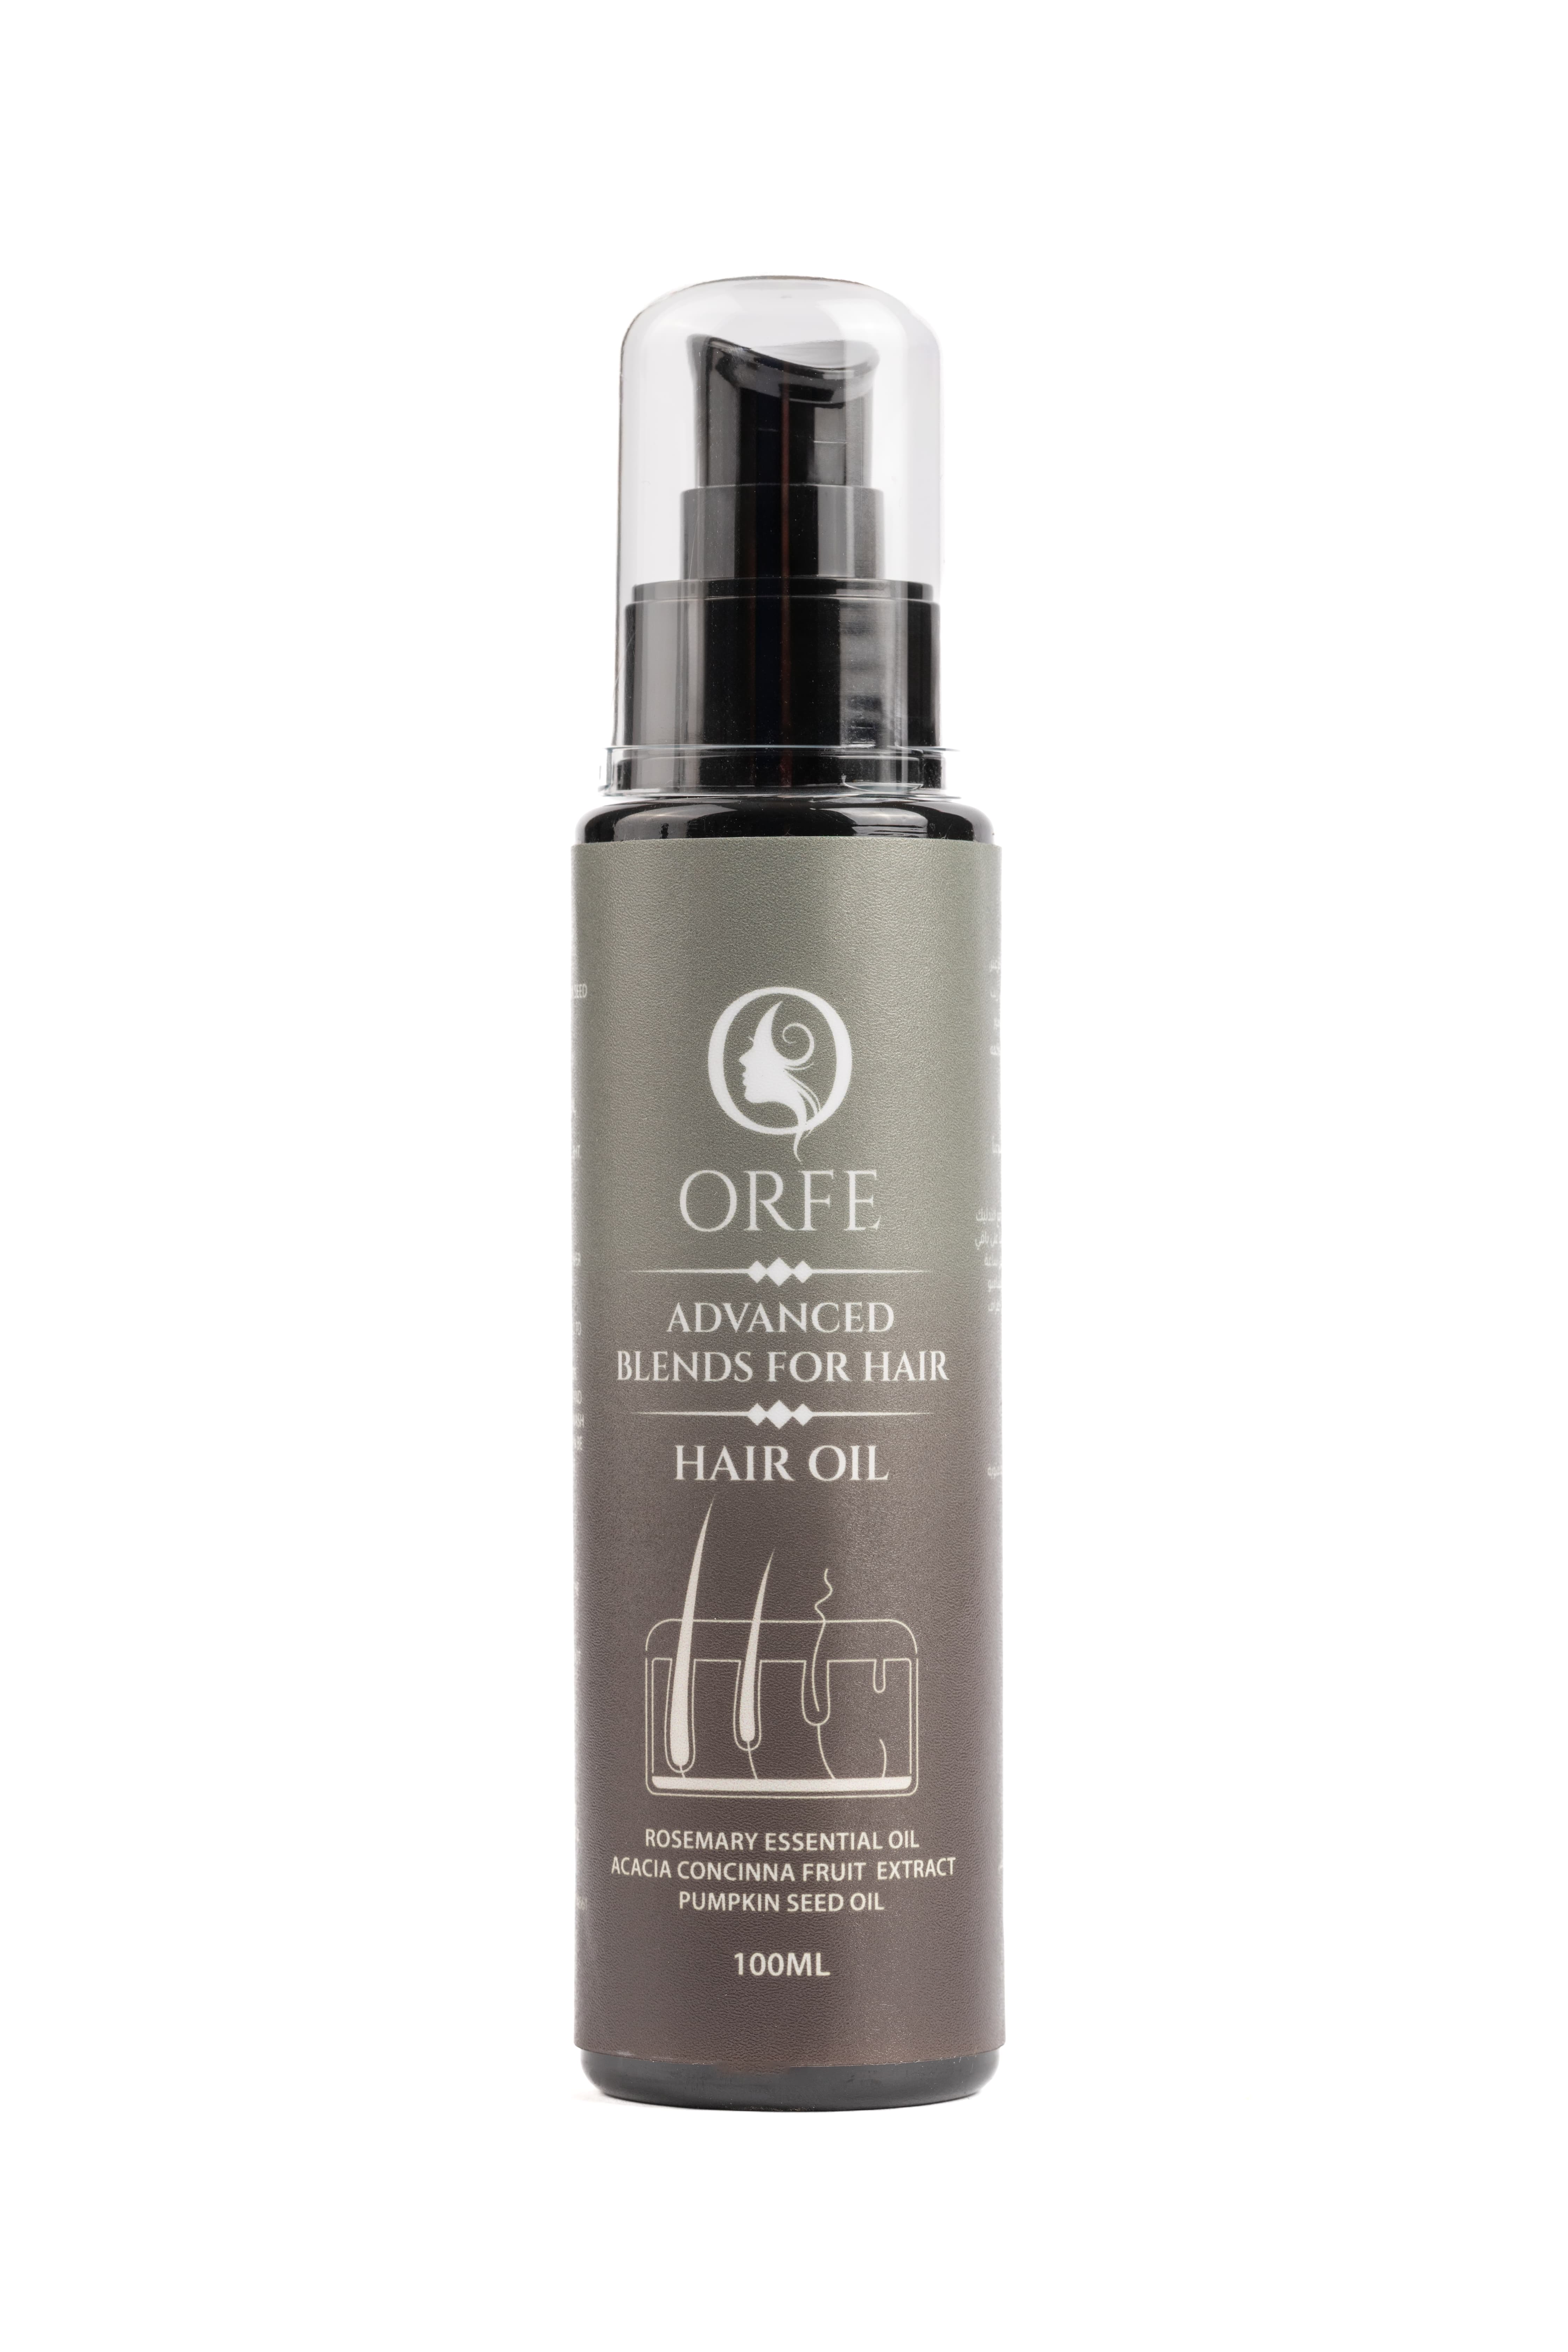 ORFE
ADVANCED
BLENDS FOR HAIR
HAIR OIL
ROSEMARY ESSENTIAL OIL
ACACIA CONCINNA FRUIT EXTRACT
PUMPKIN SEED OIL
100ML